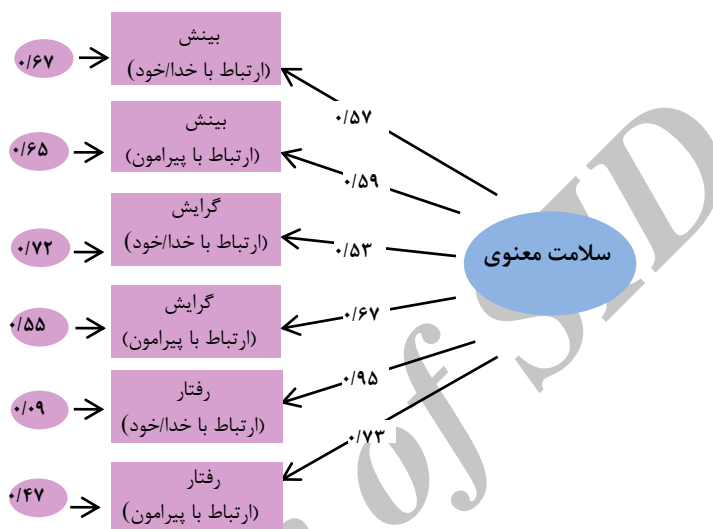 بینش
(ارتباط با خدا/خود)
۰/۶۷
۰/۵۷
بینش
(ارتباط با پیرامون)
۰/۶۵
۰/۵۹
گرایش
(ارتباط با خدا/خود)
۰/۷۲
۰/۵۳
سلامت معنوی
گرایش
(ارتباط با پیرامون)
۰/۵۵
۰/۶۷
رفتار
(ارتباط با خدا/خود)
۰/۰۹
۰/۹۵
رفتار
(ارتباط با پیرامون)
۰/۴۷
۰/۷۳
of SID